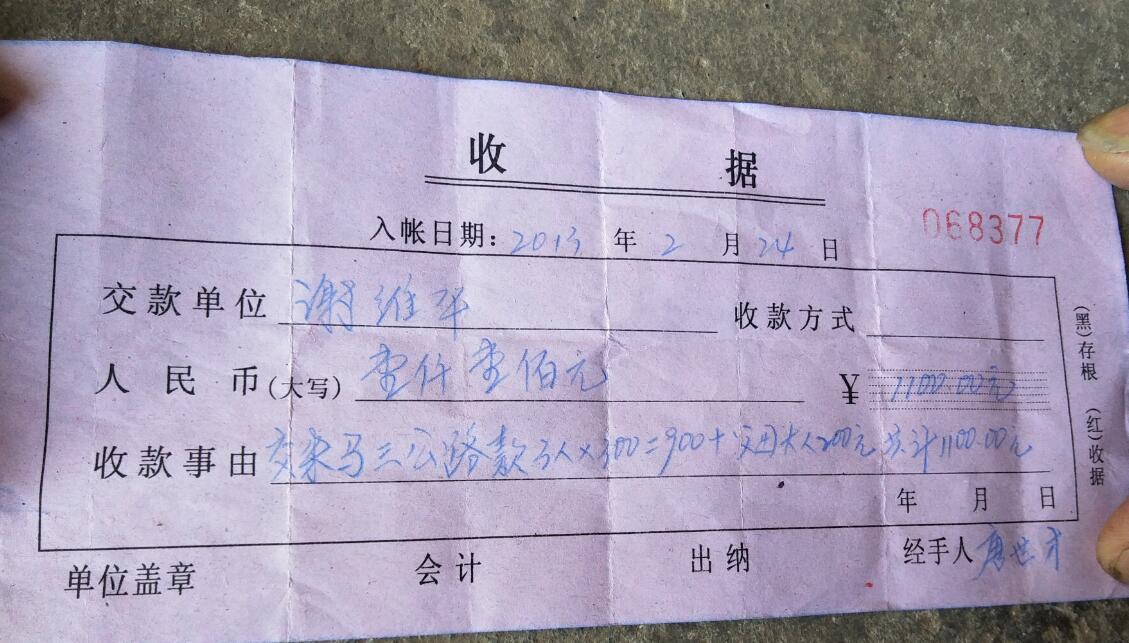 收 据
068377
入帐日期: 2013 年 2 月 24 日
交款单位 谢维平 收款方式
人民币(大写) 壹仟壹佰元 ¥ 1100.00元
收款事由 交来马三公路款3人×300=900+ 大人200元 共计1100.00元
年 月 日
单位盖章 会计 出纳 经手人 唐世才
(黑)存根 (红)收据